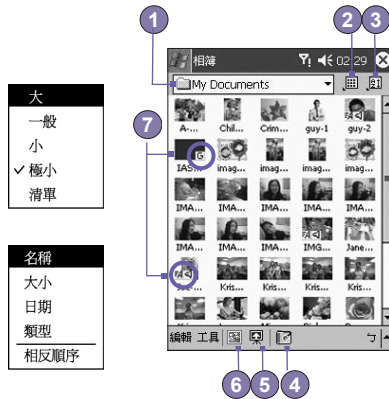 1 2 3
相簿 02:29
My Documents
7
大
一般
小
極小
清單
A-... Chil... Crim... guy-1 guy-2
G
IAS... imag... imag... imag... imag...
IMA... IMA... IMA... IMA... IMA...
IMA... IMA... IMA... IMG... Jane...
Kris... Kris... Kris... Kris...
名稱
大小
日期
類型
相反順序
編輯 工具 ㄅ
6 5 4